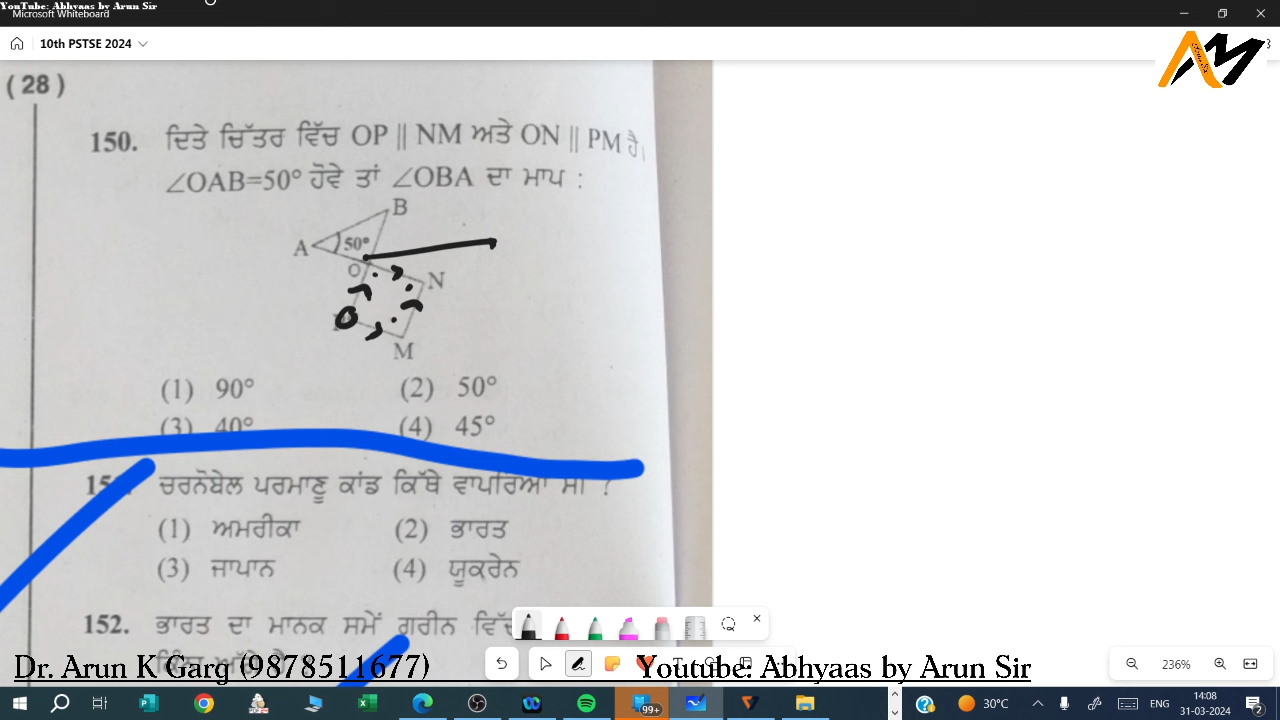 YouTube: Abhyaas by Arun Sir
Microsoft Whiteboard
10th PSTSE 2024
( 28 )
150. ਦਿਤੇ ਚਿੱਤਰ ਵਿੱਚ OP || NM ਅਤੇ ON || PM ਹੈ।
∠OAB=50° ਹੋਵੇ ਤਾਂ ∠OBA ਦਾ ਮਾਪ :
B
A 50°
O N
M
(1) 90° (2) 50°
(3) 40° (4) 45°
ਚਰਨੋਬੇਲ ਪਰਮਾਣੂ ਕਾਂਡ ਕਿੱਥੇ ਵਾਪਰਿਆ ਸੀ ?
(1) ਅਮਰੀਕਾ (2) ਭਾਰਤ
(3) ਜਾਪਾਨ (4) ਯੂਕਰੇਨ
152. ਭਾਰਤ ਦਾ ਮਾਨਕ ਸਮੇਂ ਗਰੀਨ
Dr. Arun K Garg (9878511677) Youtube: Abhyaas by Arun Sir
236%
99+
30°C
ENG
14:08
31-03-2024
2